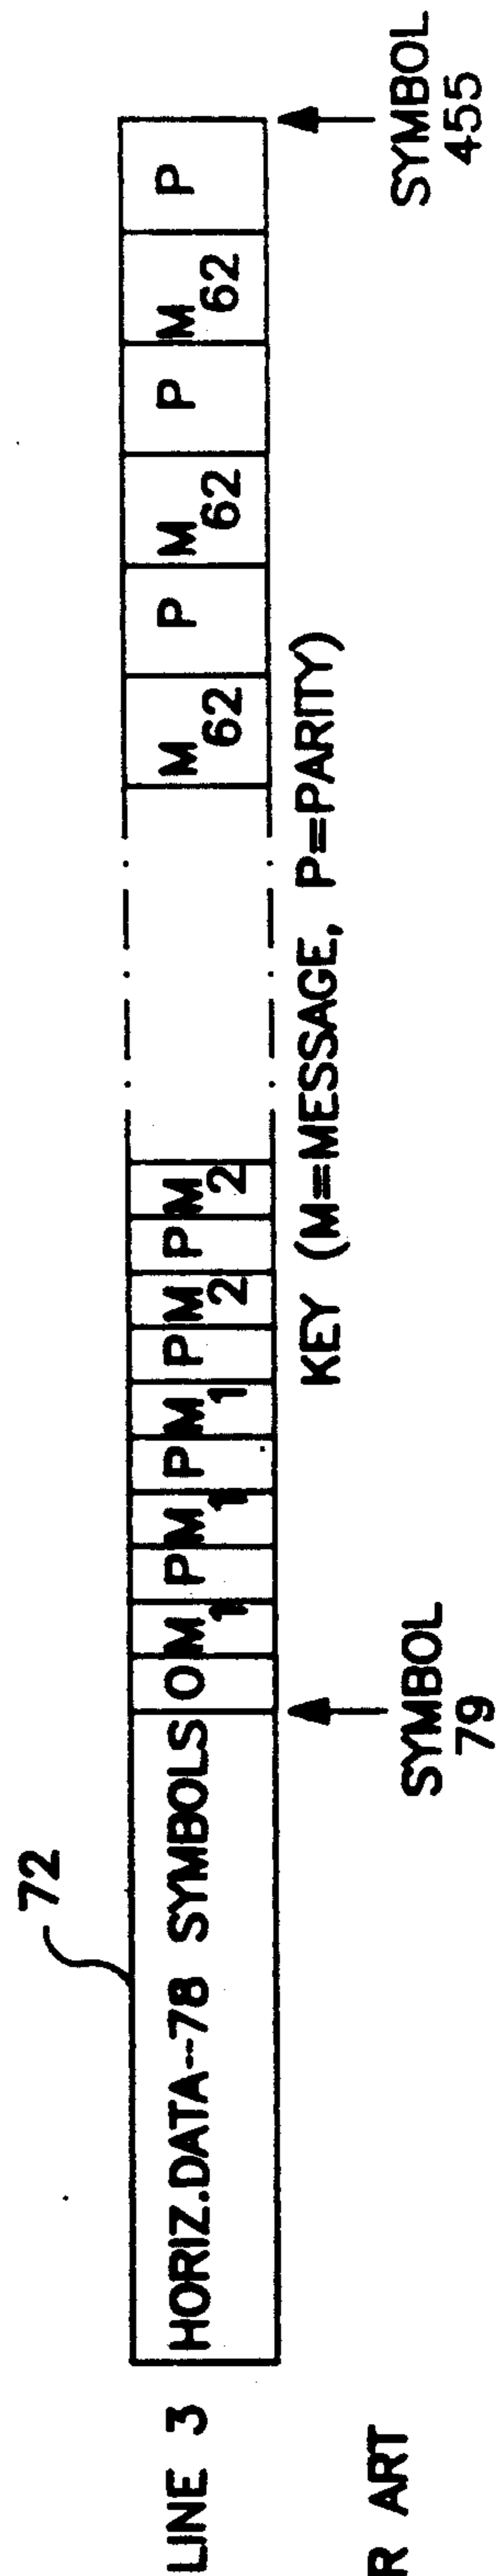 72
LINE 3 HORIZ.DATA--78 SYMBOLS O M1 P M1 P M1 P M2 P M2 M62 P M62 P M62 P
KEY (M=MESSAGE, P=PARITY)
SYMBOL
79
SYMBOL
455
R ART